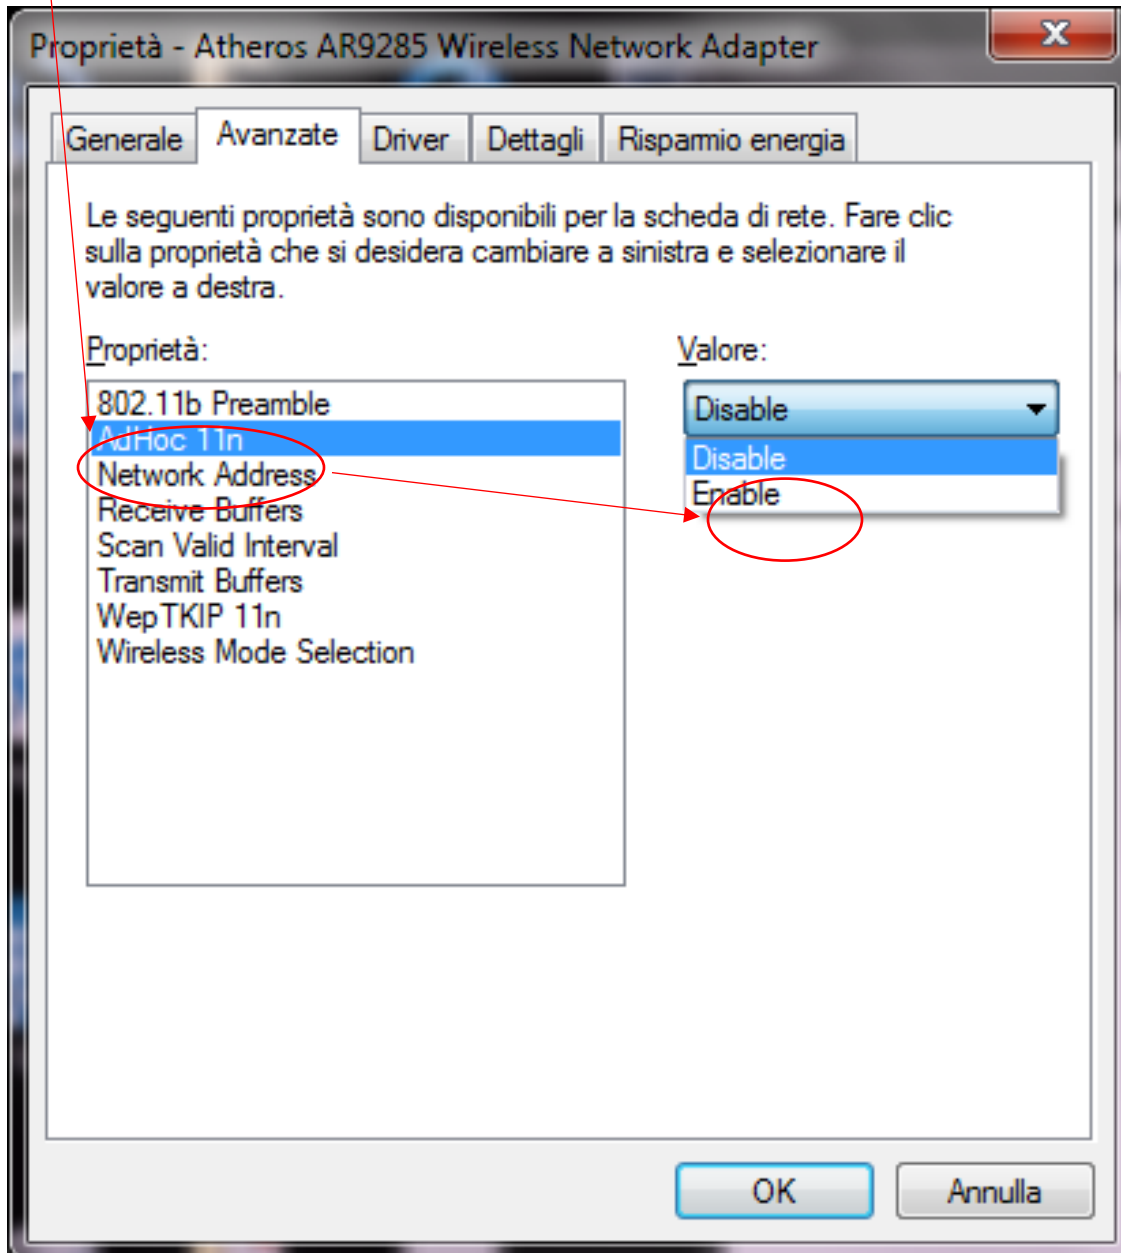 Proprietà - Atheros AR9285 Wireless Network Adapter
Generale Avanzate Driver Dettagli Risparmio energia
Le seguenti proprietà sono disponibili per la scheda di rete. Fare clic
sulla proprietà che si desidera cambiare a sinistra e selezionare il
valore a destra.
Proprietà:
802.11b Preamble
AdHoc 11n
Network Address
Receive Buffers
Scan Valid Interval
Transmit Buffers
WepTKIP 11n
Wireless Mode Selection
Valore:
Disable
Disable
Enable
OK Annulla